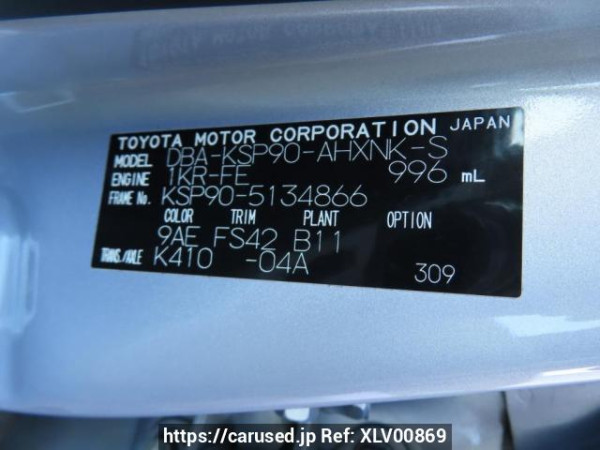 TOYOTA MOTOR CORPORATION JAPAN
MODEL DBA-KSP90-AHXNK-S
ENGINE 1KR-FE 996 mL
FRAME No. KSP90-5134866
COLOR TRIM PLANT OPTION
9AE FS42 B11
TRANS./AXLE K410 -04A 309
https://carused.jp Ref: XLV00869